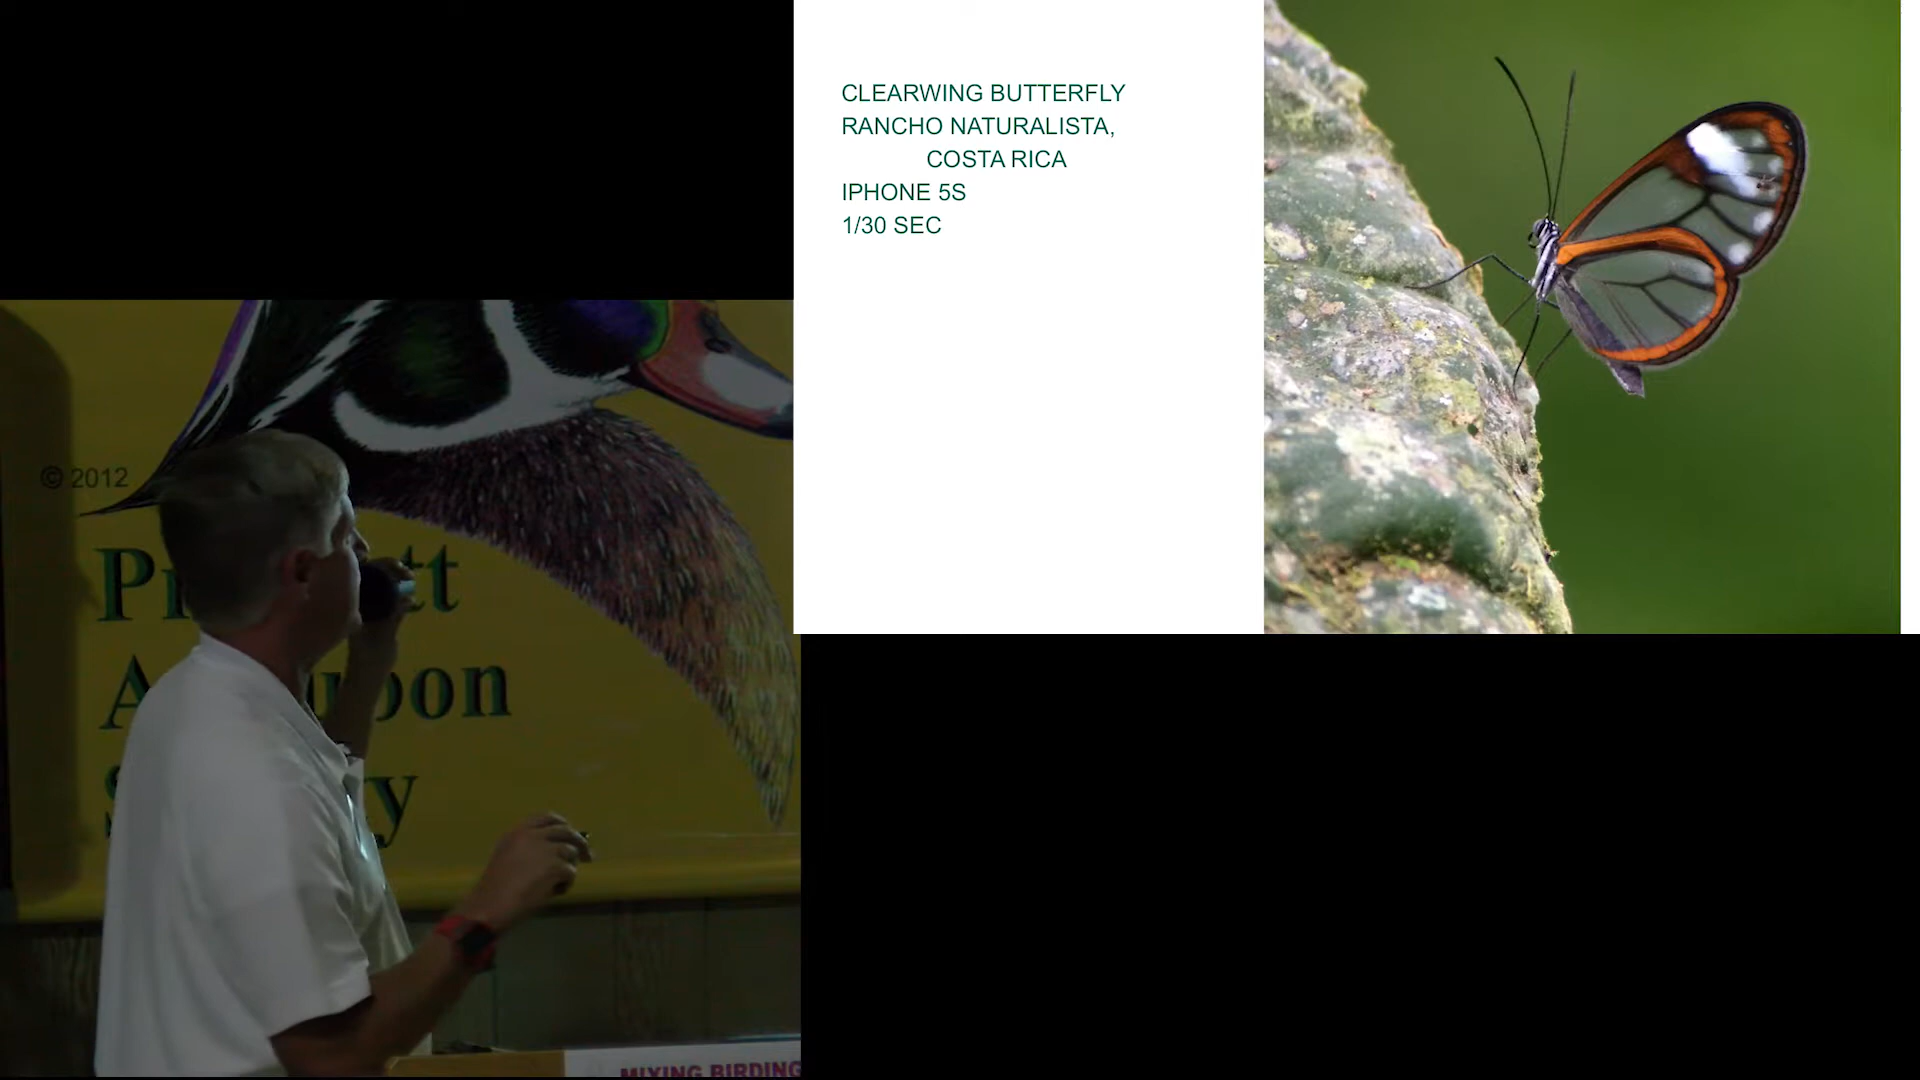 CLEARWING BUTTERFLY
RANCHO NATURALISTA,
COSTA RICA
IPHONE 5S
1/30 SEC
© 2012
MIXING BIRDING